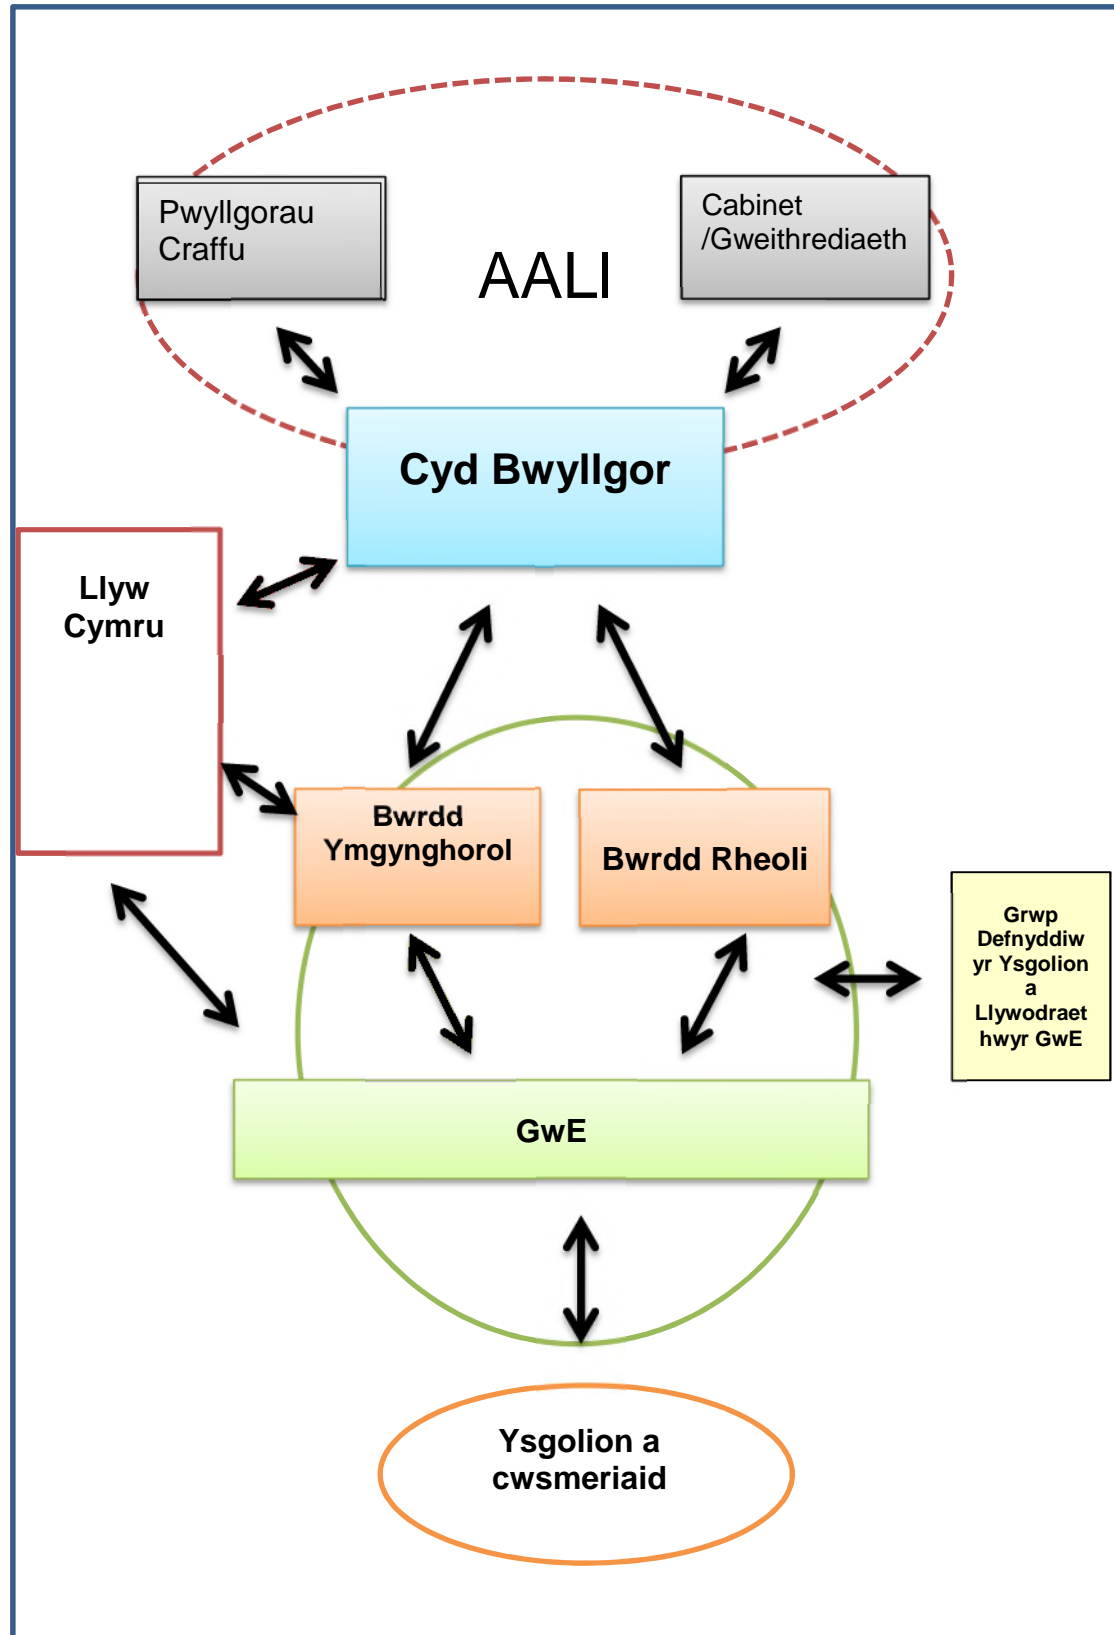 Pwyllgorau
Craffu
Cabinet
/Gweithrediaeth
AALl
Cyd Bwyllgor
Llyw
Cymru
Bwrdd
Ymgynghorol
Bwrdd Rheoli
Grwp
Defnyddiw
yr Ysgolion
a
Llywodraet
hwyr GwE
GwE
Ysgolion a
cwsmeriaid